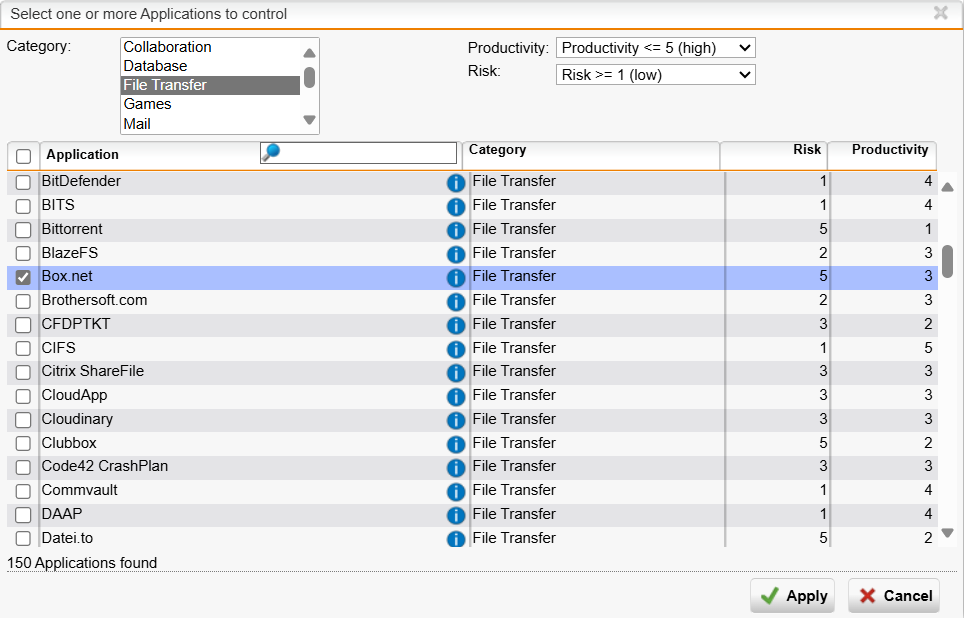 Select one or more Applications to control
Category:
Collaboration
Database
File Transfer
Games
Mail
Productivity: Productivity <= 5 (high)
Risk: Risk >= 1 (low)
Application Category Risk Productivity
BitDefender File Transfer 1 4
BITS File Transfer 1 4
Bittorrent File Transfer 5 1
BlazeFS File Transfer 2 3
Box.net File Transfer 5 3
Brothersoft.com File Transfer 2 3
CFDPTKT File Transfer 3 2
CIFS File Transfer 1 5
Citrix ShareFile File Transfer 3 3
CloudApp File Transfer 3 3
Cloudinary File Transfer 3 3
Clubbox File Transfer 5 2
Code42 CrashPlan File Transfer 3 3
Commvault File Transfer 1 4
DAAP File Transfer 1 4
Datei.to File Transfer 5 2
150 Applications found
Apply Cancel